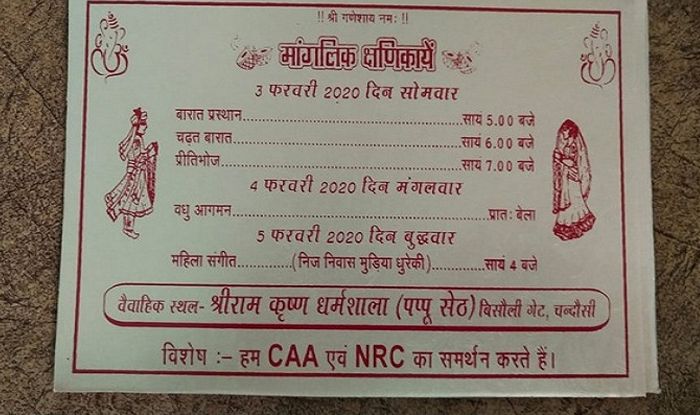 !! श्री गणेशाय नमः !!
मांगलिक क्षणिकायें
3 फरवरी 2020 दिन सोमवार
बारात प्रस्थान.................................सायं 5.00 बजे
चढ़त बारात.................................सायं 6.00 बजे
प्रीतिभोज.................................सायं 7.00 बजे
4 फरवरी 2020 दिन मंगलवार
वधु आगमन.................................प्रातः बेला
5 फरवरी 2020 दिन बुद्धवार
महिला संगीत.........(निज निवास मुड़िया धुरेकी).........सायं 4 बजे
वैवाहिक स्थल- श्रीराम कृष्ण धर्मशाला (पप्पू सेठ) बिसौली गेट, चन्दौसी
विशेष :- हम CAA एवं NRC का समर्थन करते हैं।